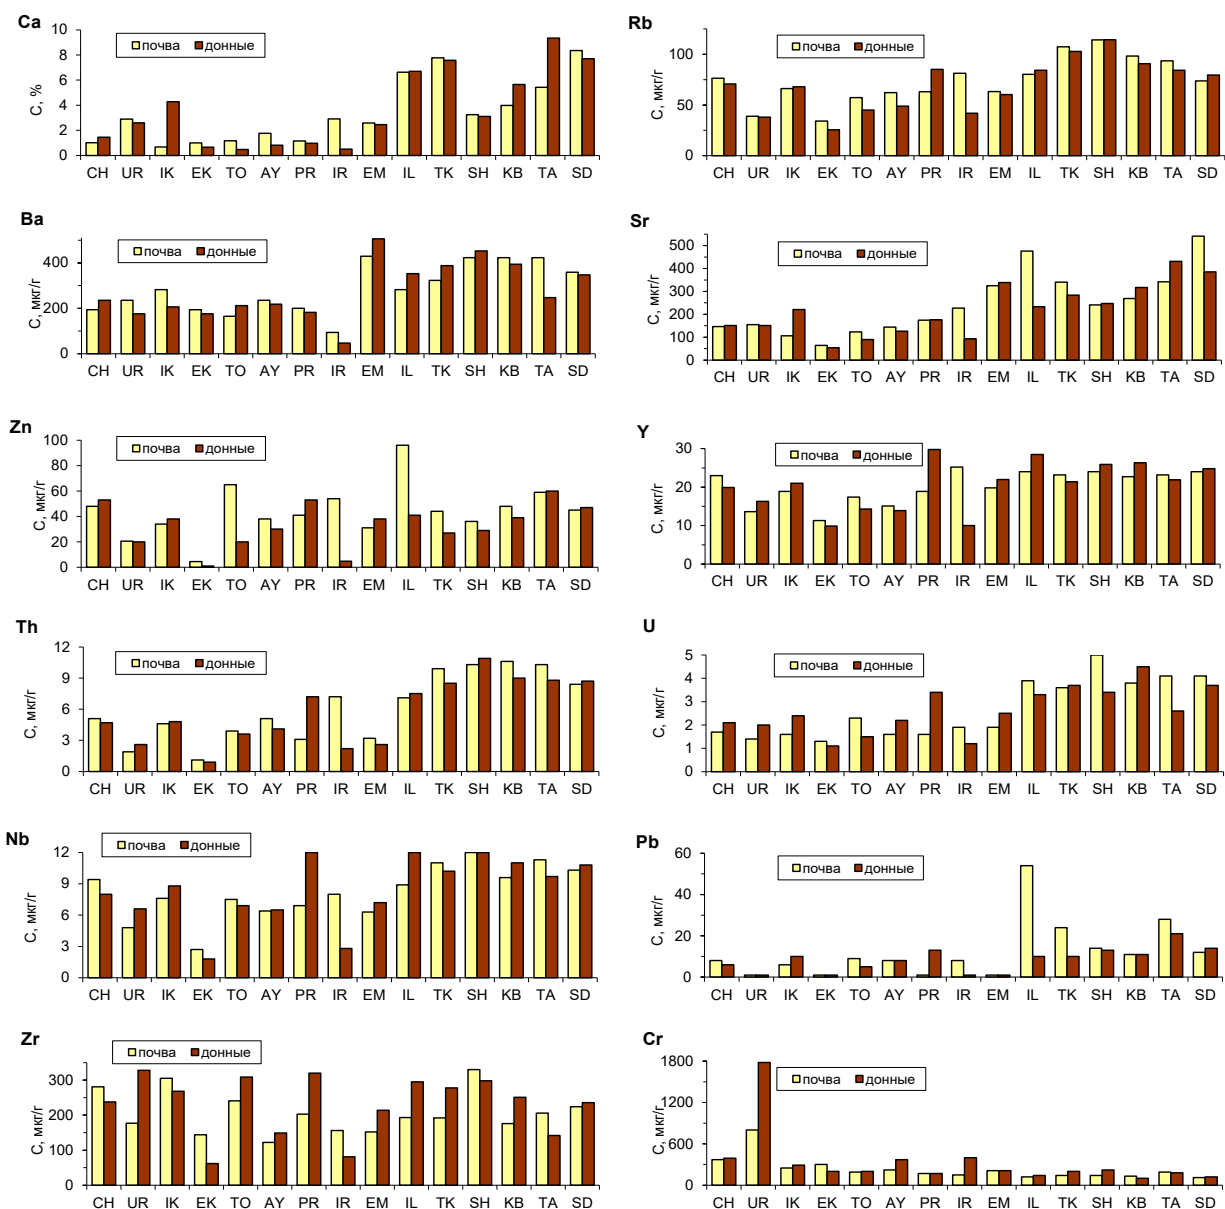 Ca
C, %
10
8
6
4
2
0
почва донные
CH UR IK EK TO AY PR IR EM IL TK SH KB TA SD
Rb
C, мкг/г
100
50
0
почва донные
CH UR IK EK TO AY PR IR EM IL TK SH KB TA SD
Ba
C, мкг/г
400
200
0
почва донные
CH UR IK EK TO AY PR IR EM IL TK SH KB TA SD
Sr
C, мкг/г
500
400
300
200
100
0
почва донные
CH UR IK EK TO AY PR IR EM IL TK SH KB TA SD
Zn
C, мкг/г
100
80
60
40
20
0
почва донные
CH UR IK EK TO AY PR IR EM IL TK SH KB TA SD
Y
C, мкг/г
30
20
10
0
почва донные
CH UR IK EK TO AY PR IR EM IL TK SH KB TA SD
Th
C, мкг/г
12
9
6
3
0
почва донные
CH UR IK EK TO AY PR IR EM IL TK SH KB TA SD
U
C, мкг/г
5
4
3
2
1
0
почва донные
CH UR IK EK TO AY PR IR EM IL TK SH KB TA SD
Nb
C, мкг/г
12
9
6
3
0
почва донные
CH UR IK EK TO AY PR IR EM IL TK SH KB TA SD
Pb
C, мкг/г
60
40
20
0
почва донные
CH UR IK EK TO AY PR IR EM IL TK SH KB TA SD
Zr
C, мкг/г
300
200
100
0
почва донные
CH UR IK EK TO AY PR IR EM IL TK SH KB TA SD
Cr
C, мкг/г
1800
1200
600
0
почва донные
CH UR IK EK TO AY PR IR EM IL TK SH KB TA SD